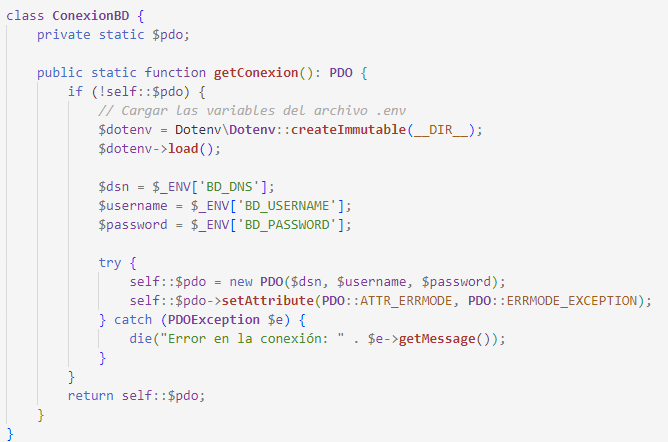 class ConexionBD {
    private static $pdo;

    public static function getConexion(): PDO {
        if (!self::$pdo) {
            // Cargar las variables del archivo .env
            $dotenv = Dotenv\Dotenv::createImmutable(__DIR__);
            $dotenv->load();

            $dsn = $_ENV['BD_DNS'];
            $username = $_ENV['BD_USERNAME'];
            $password = $_ENV['BD_PASSWORD'];

            try {
                self::$pdo = new PDO($dsn, $username, $password);
                self::$pdo->setAttribute(PDO::ATTR_ERRMODE, PDO::ERRMODE_EXCEPTION);
            } catch (PDOException $e) {
                die("Error en la conexión: " . $e->getMessage());
            }
        }
        return self::$pdo;
    }
}